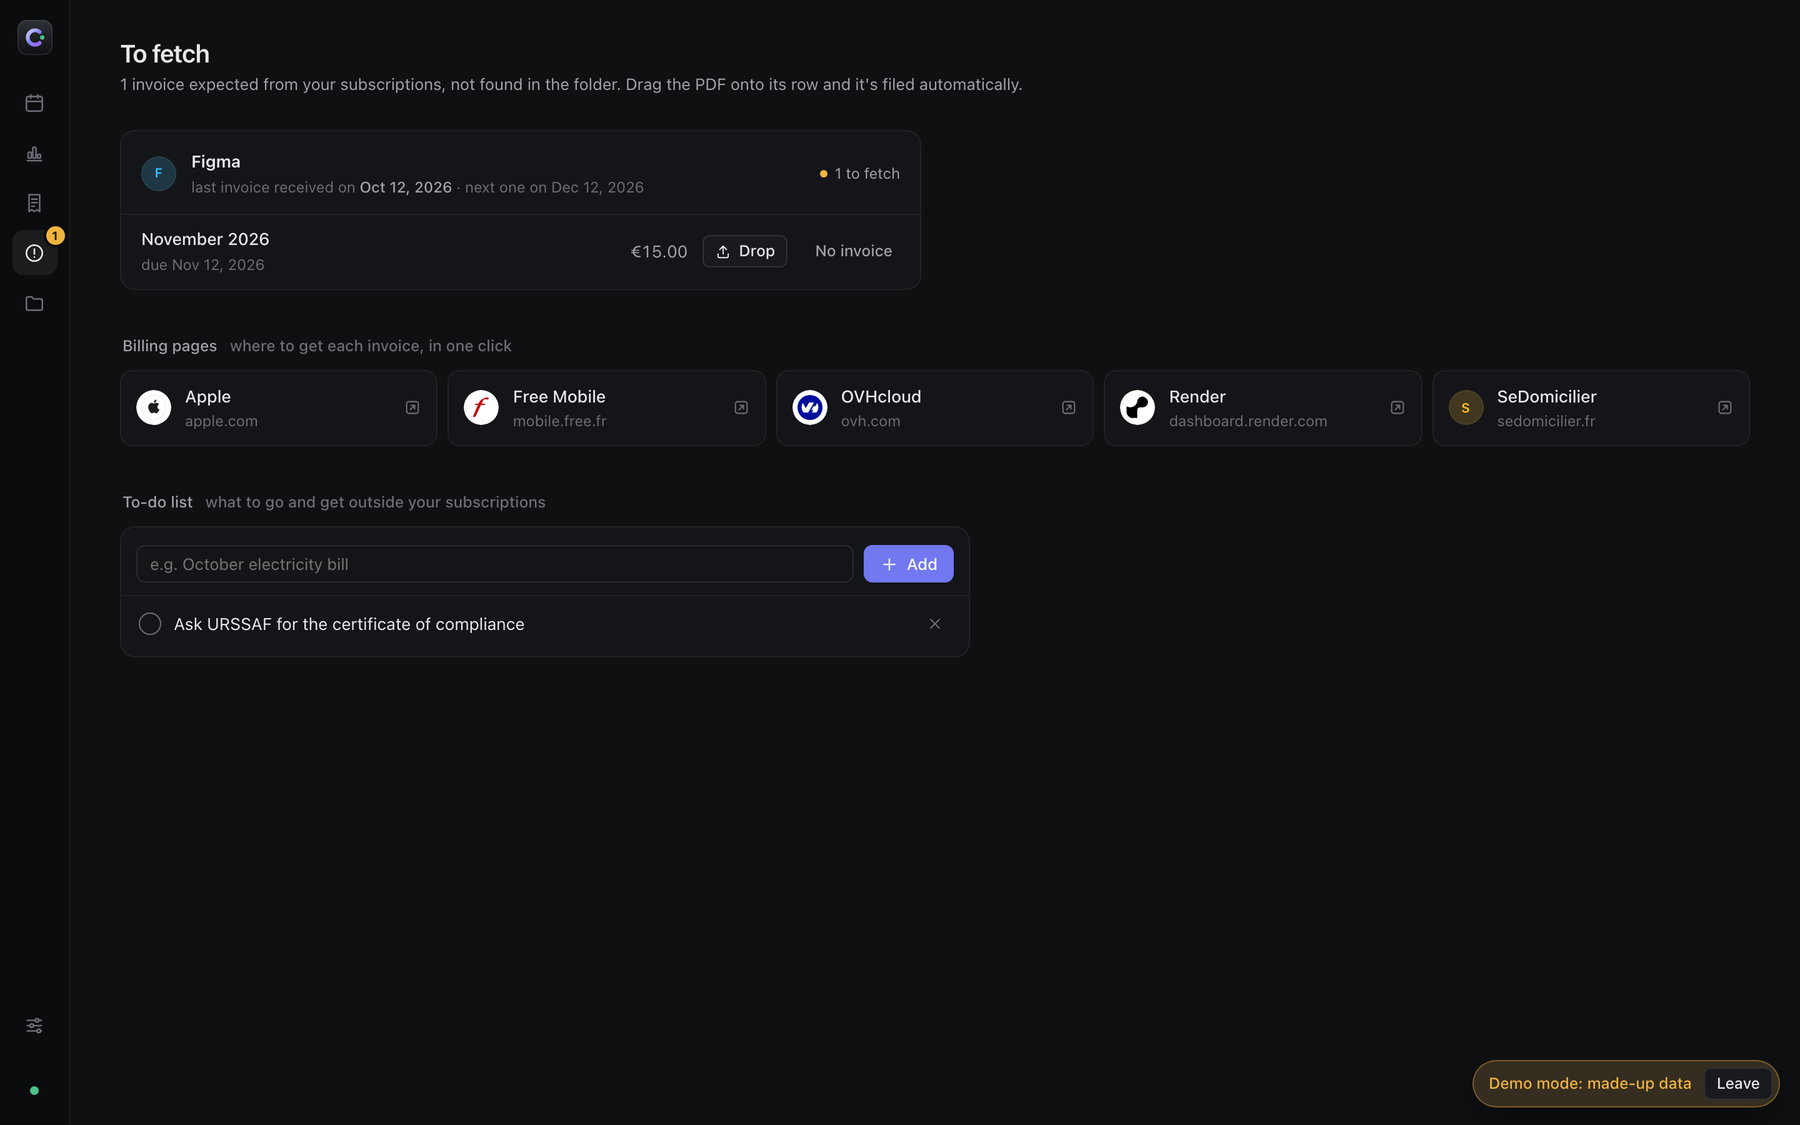 To fetch
1 invoice expected from your subscriptions, not found in the folder. Drag the PDF onto its row and it's filed automatically.
F
Figma
last invoice received on Oct 12, 2026 · next one on Dec 12, 2026
1 to fetch
1
November 2026
due Nov 12, 2026
€15.00
Drop
No invoice
Billing pages where to get each invoice, in one click
Apple
apple.com
Free Mobile
mobile.free.fr
OVHcloud
ovh.com
Render
dashboard.render.com
S
SeDomicilier
sedomicilier.fr
To-do list what to go and get outside your subscriptions
e.g. October electricity bill
+ Add
Ask URSSAF for the certificate of compliance
Demo mode: made-up data
Leave